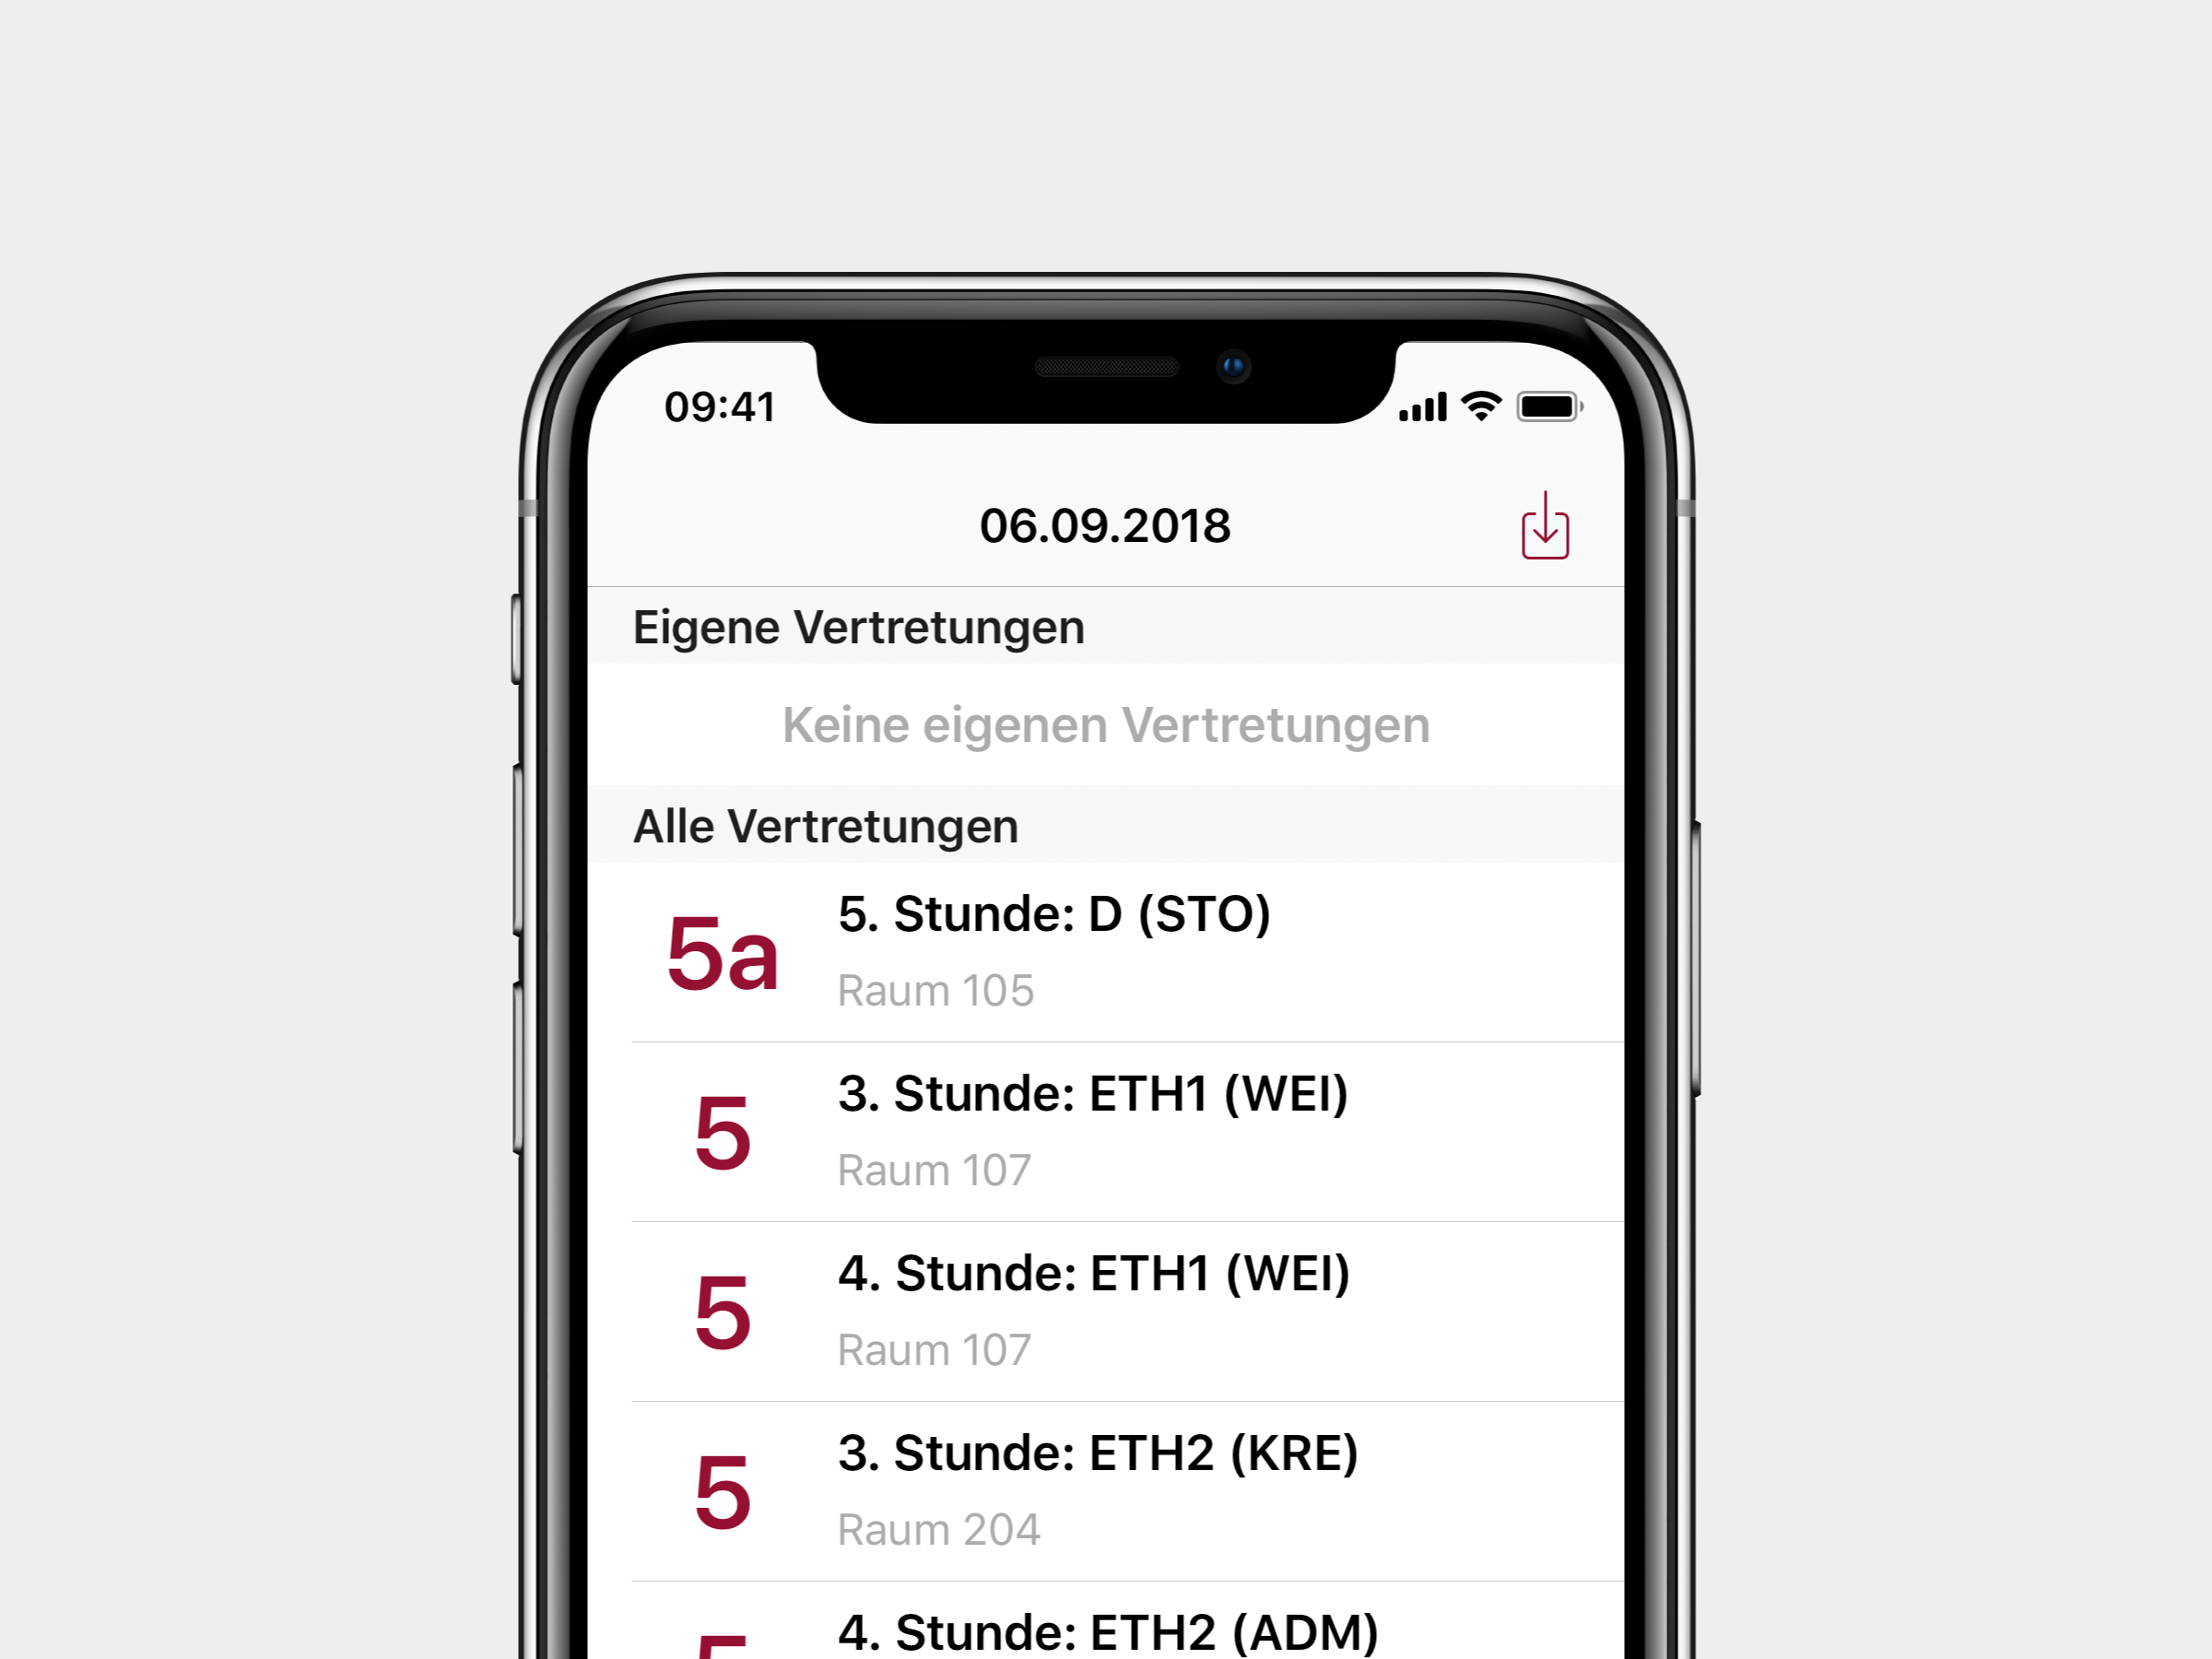 09:41
06.09.2018
Eigene Vertretungen
Keine eigenen Vertretungen
Alle Vertretungen
5a
5. Stunde: D (STO)
Raum 105
5
3. Stunde: ETH1 (WEI)
Raum 107
5
4. Stunde: ETH1 (WEI)
Raum 107
5
3. Stunde: ETH2 (KRE)
Raum 204
4. Stunde: ETH2 (ADM)